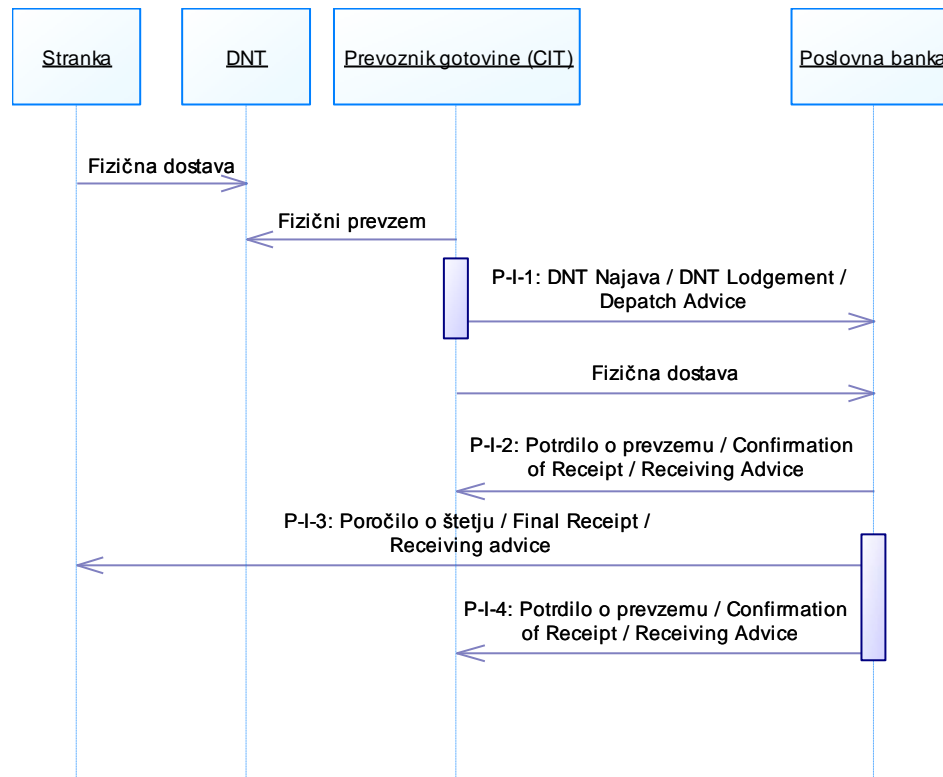 Stranka
DNT
Prevoznik gotovine (CIT)
Poslovna banka
Fizična dostava
Fizični prevzem
P-I-1: DNT Najava / DNT Lodgement /
Depatch Advice
Fizična dostava
P-I-2: Potrdilo o prevzemu / Confirmation
of Receipt / Receiving Advice
P-I-3: Poročilo o štetju / Final Receipt /
Receiving advice
P-I-4: Potrdilo o prevzemu / Confirmation
of Receipt / Receiving Advice